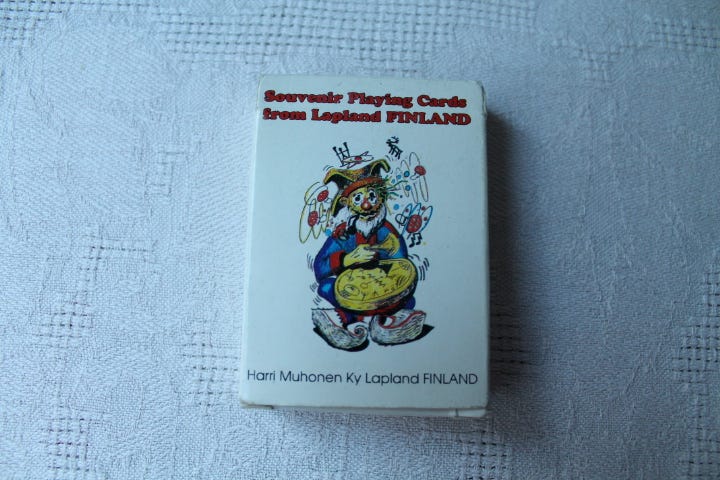 Souvenir Playing Cards
from Lapland FINLAND
Harri Muhonen Ky Lapland FINLAND